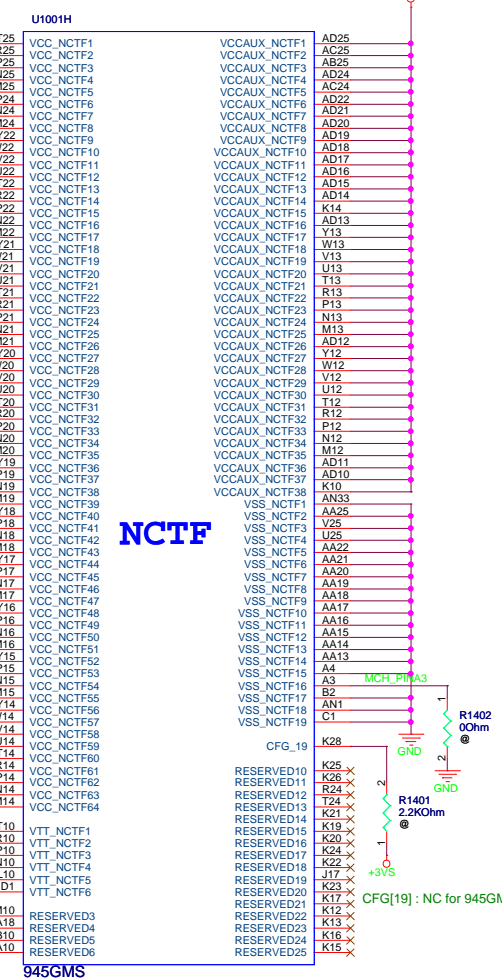 U1001H
VCC_NCTF1 VCCAUX_NCTF1 AD25
VCC_NCTF2 VCCAUX_NCTF2 AC25
VCC_NCTF3 VCCAUX_NCTF3 AB25
VCC_NCTF4 VCCAUX_NCTF4 AD24
VCC_NCTF5 VCCAUX_NCTF5 AC24
VCC_NCTF6 VCCAUX_NCTF6 AD22
VCC_NCTF7 VCCAUX_NCTF7 AD21
VCC_NCTF8 VCCAUX_NCTF8 AD20
VCC_NCTF9 VCCAUX_NCTF9 AD19
VCC_NCTF10 VCCAUX_NCTF10 AD18
VCC_NCTF11 VCCAUX_NCTF11 AD17
VCC_NCTF12 VCCAUX_NCTF12 AD16
VCC_NCTF13 VCCAUX_NCTF13 AD15
VCC_NCTF14 VCCAUX_NCTF14 AD14
VCC_NCTF15 VCCAUX_NCTF15 K14
VCC_NCTF16 VCCAUX_NCTF16 AD13
VCC_NCTF17 VCCAUX_NCTF17 Y13
VCC_NCTF18 VCCAUX_NCTF18 W13
VCC_NCTF19 VCCAUX_NCTF19 V13
VCC_NCTF20 VCCAUX_NCTF20 U13
VCC_NCTF21 VCCAUX_NCTF21 T13
VCC_NCTF22 VCCAUX_NCTF22 R13
VCC_NCTF23 VCCAUX_NCTF23 P13
VCC_NCTF24 VCCAUX_NCTF24 N13
VCC_NCTF25 VCCAUX_NCTF25 M13
VCC_NCTF26 VCCAUX_NCTF26 AD12
VCC_NCTF27 VCCAUX_NCTF27 Y12
VCC_NCTF28 VCCAUX_NCTF28 W12
VCC_NCTF29 VCCAUX_NCTF29 V12
VCC_NCTF30 VCCAUX_NCTF30 U12
VCC_NCTF31 VCCAUX_NCTF31 T12
VCC_NCTF32 VCCAUX_NCTF32 R12
VCC_NCTF33 VCCAUX_NCTF33 P12
VCC_NCTF34 VCCAUX_NCTF34 N12
VCC_NCTF35 VCCAUX_NCTF35 M12
VCC_NCTF36 VCCAUX_NCTF36 AD11
VCC_NCTF37 VCCAUX_NCTF37 AD10
VCC_NCTF38 VCCAUX_NCTF38 K10
VCC_NCTF39 VSS_NCTF1 AN33
VCC_NCTF40 VSS_NCTF2 AA25
VCC_NCTF41 VSS_NCTF3 V25
NCTF
VCC_NCTF42 VSS_NCTF4 U25
VCC_NCTF43 VSS_NCTF5 AA22
VCC_NCTF44 VSS_NCTF6 AA21
VCC_NCTF45 VSS_NCTF7 AA20
VCC_NCTF46 VSS_NCTF8 AA19
VCC_NCTF47 VSS_NCTF9 AA18
VCC_NCTF48 VSS_NCTF10 AA17
VCC_NCTF49 VSS_NCTF11 AA16
VCC_NCTF50 VSS_NCTF12 AA15
VCC_NCTF51 VSS_NCTF13 AA14
VCC_NCTF52 VSS_NCTF14 AA13
VCC_NCTF53 VSS_NCTF15 A4
VCC_NCTF54 VSS_NCTF16 A3 MCH_PINA3
VCC_NCTF55 VSS_NCTF17 B2
VCC_NCTF56 VSS_NCTF18 AN1
VCC_NCTF57 VSS_NCTF19 C1
1
R1402
0Ohm
@
2
GND
GND
VCC_NCTF58
VCC_NCTF59 CFG_19 K28
VCC_NCTF60
VCC_NCTF61 RESERVED10 K25
VCC_NCTF62 RESERVED11 K26
VCC_NCTF63 RESERVED12 R24
VCC_NCTF64 RESERVED13 T24
RESERVED14 K21
2
R1401
2.2KOhm
@
1
+3VS
VTT_NCTF1 RESERVED15 K19
VTT_NCTF2 RESERVED16 K20
VTT_NCTF3 RESERVED17 K24
VTT_NCTF4 RESERVED18 K22
VTT_NCTF5 RESERVED19 J17
VTT_NCTF6 RESERVED20 K23
RESERVED21 K17
CFG[19] : NC for 945GM
RESERVED3 RESERVED22 K12
RESERVED4 RESERVED23 K13
RESERVED5 RESERVED24 K16
RESERVED6 RESERVED25 K15
945GMS